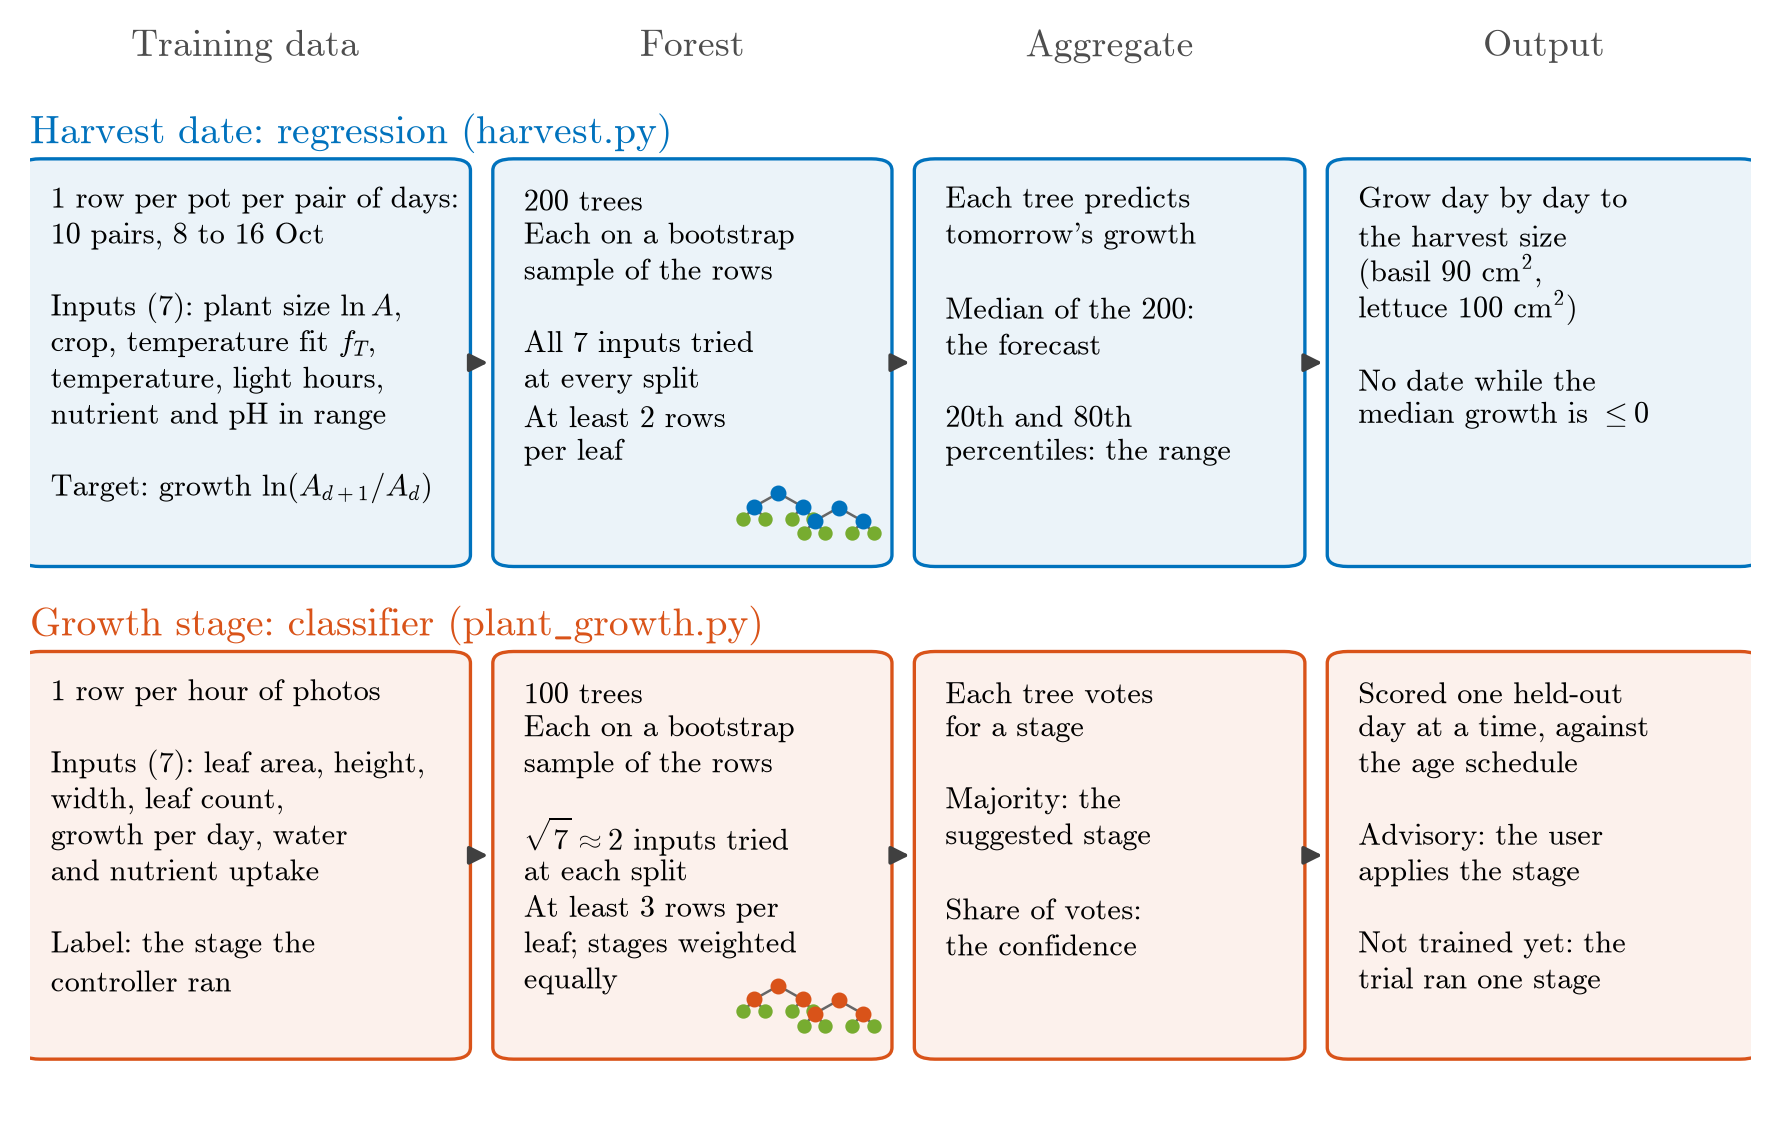 Training data
Forest
Aggregate
Output
Harvest date: regression (harvest.py)
1 row per pot per pair of days:
10 pairs, 8 to 16 Oct
Inputs (7): plant size ln A,
crop, temperature fit f_T,
temperature, light hours,
nutrient and pH in range
Target: growth ln(A_{d+1}/A_d)
200 trees
Each on a bootstrap
sample of the rows
All 7 inputs tried
at every split
At least 2 rows
per leaf
Each tree predicts
tomorrow's growth
Median of the 200:
the forecast
20th and 80th
percentiles: the range
Grow day by day to
the harvest size
(basil 90 cm²,
lettuce 100 cm²)
No date while the
median growth is ≤ 0
Growth stage: classifier (plant_growth.py)
1 row per hour of photos
Inputs (7): leaf area, height,
width, leaf count,
growth per day, water
and nutrient uptake
Label: the stage the
controller ran
100 trees
Each on a bootstrap
sample of the rows
√7 ≈ 2 inputs tried
at each split
At least 3 rows per
leaf; stages weighted
equally
Each tree votes
for a stage
Majority: the
suggested stage
Share of votes:
the confidence
Scored one held-out
day at a time, against
the age schedule
Advisory: the user
applies the stage
Not trained yet: the
trial ran one stage